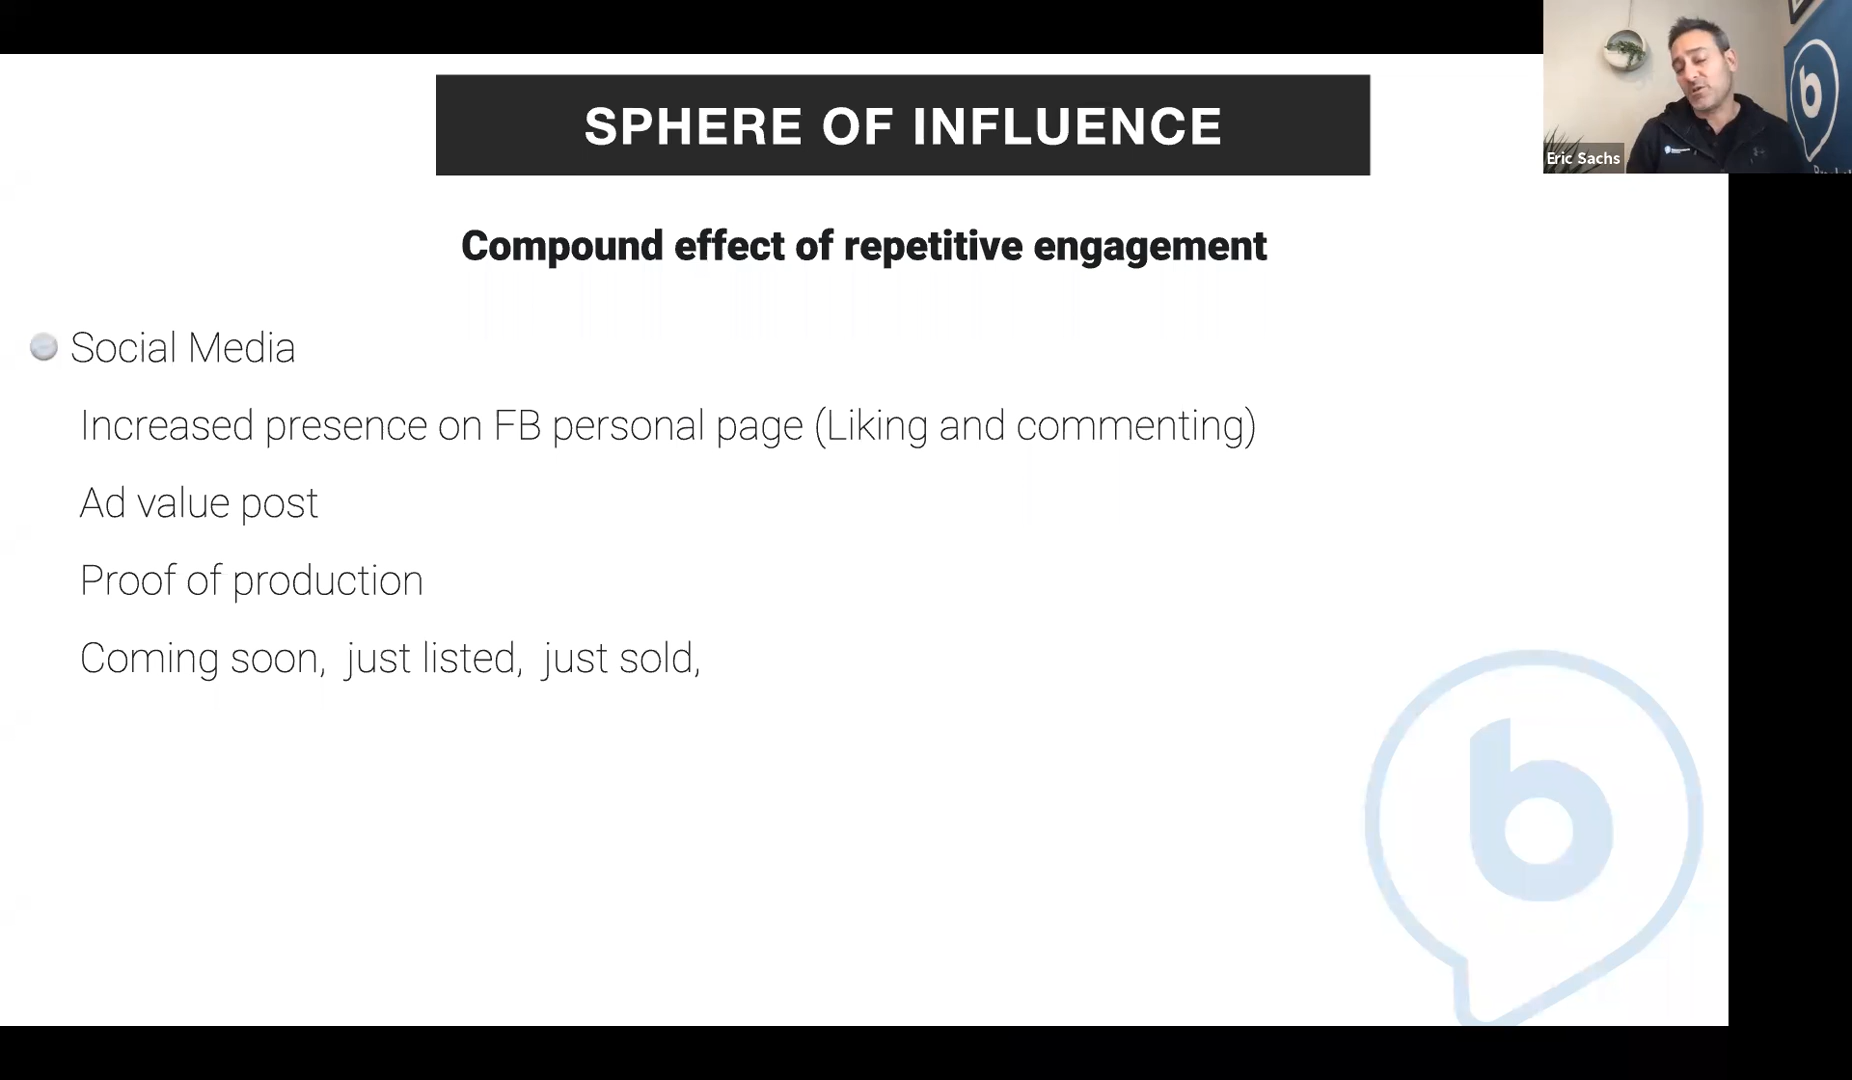 SPHERE OF INFLUENCE
Eric Sachs
Compound effect of repetitive engagement
Social Media
Increased presence on FB personal page (Liking and commenting)
Ad value post
Proof of production
Coming soon, just listed, just sold,
b
b